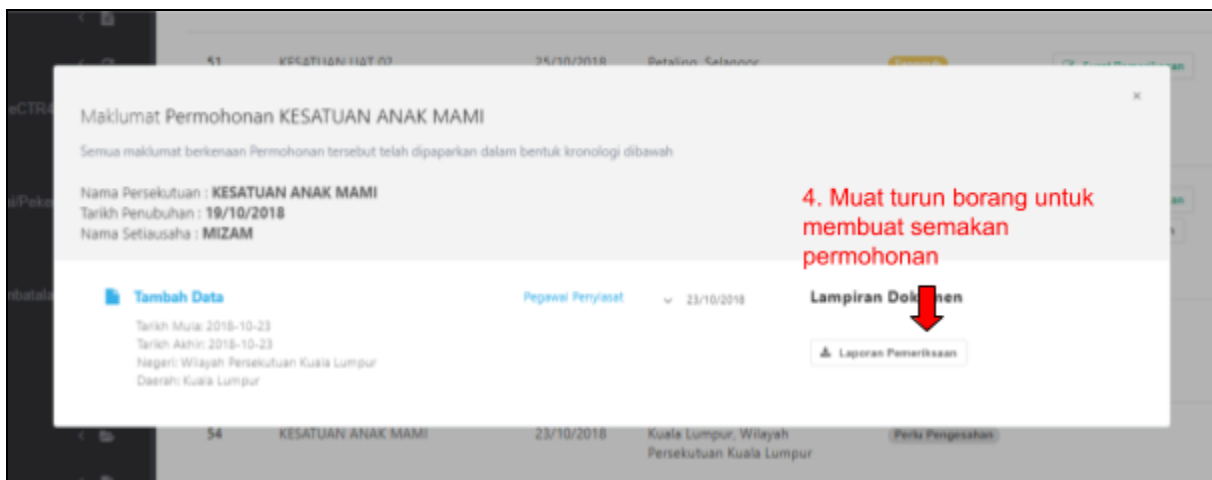 51 KESATUAN UAT 02 25/10/2018 Petaling, Selangor
eCTR4
Maklumat Permohonan KESATUAN ANAK MAMI ×
Semua maklumat berkenaan Permohonan tersebut telah dipaparkan dalam bentuk kronologi dibawah
Nama Persekutuan : KESATUAN ANAK MAMI
Tarikh Penubuhan : 19/10/2018
Nama Setiausaha : MIZAM
4. Muat turun borang untuk
membuat semakan
permohonan
Tambah Data Pegawai Penyiasat 23/10/2018 Lampiran Dokumen
Tarikh Mula: 2018-10-23
Tarikh Akhir: 2018-10-23
Negeri: Wilayah Persekutuan Kuala Lumpur
Daerah: Kuala Lumpur
Laporan Pemeriksaan
54 KESATUAN ANAK MAMI 23/10/2018 Kuala Lumpur, Wilayah Perlu Pengesahan
Persekutuan Kuala Lumpur